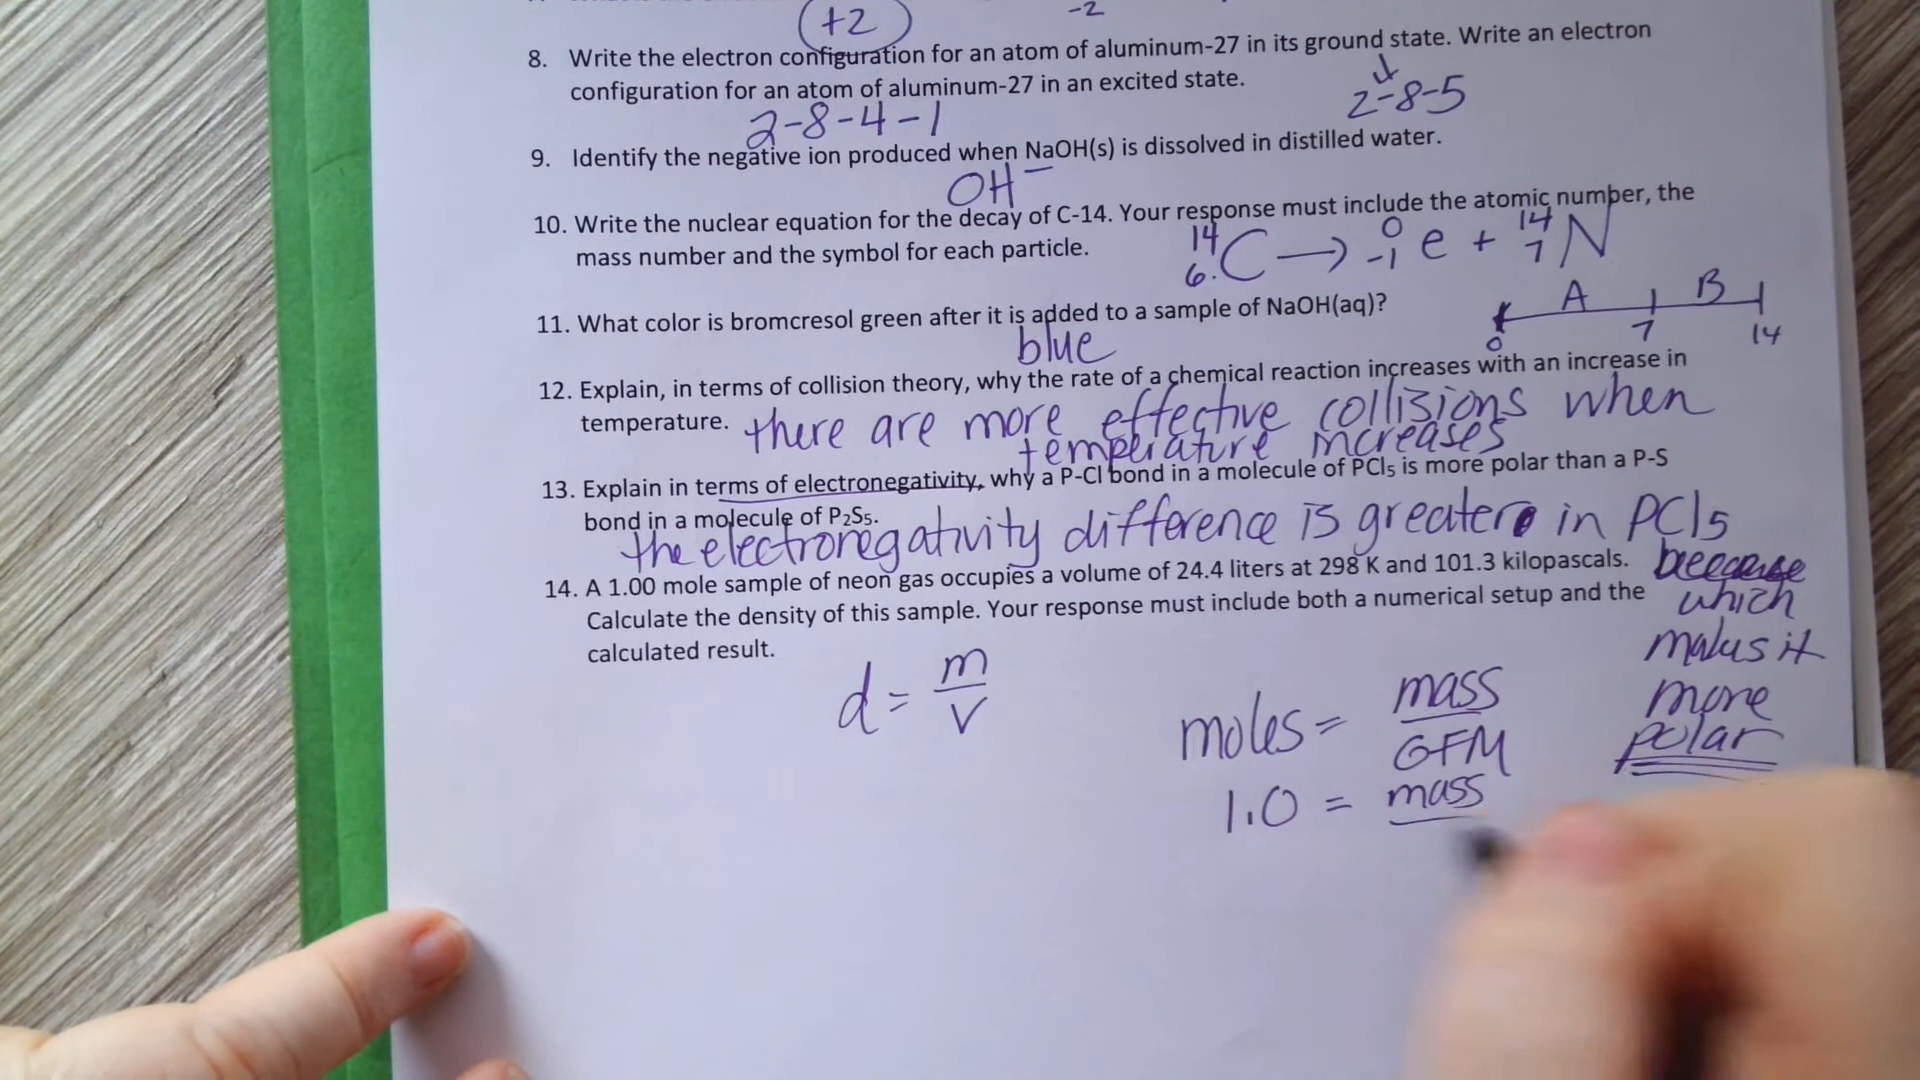 +2
-2
8. Write the electron configuration for an atom of aluminum-27 in its ground state. Write an electron
configuration for an atom of aluminum-27 in an excited state.
2-8-5
2-8-4-1
9. Identify the negative ion produced when NaOH(s) is dissolved in distilled water.
OH⁻
10. Write the nuclear equation for the decay of C-14. Your response must include the atomic number, the
mass number and the symbol for each particle.
¹⁴₆C → ⁰₋₁e + ¹⁴₇N
11. What color is bromcresol green after it is added to a sample of NaOH(aq)?
blue
A B
0 7 14
12. Explain, in terms of collision theory, why the rate of a chemical reaction increases with an increase in
temperature.
there are more effective collisions when
temperature increases
13. Explain in terms of electronegativity, why a P-Cl bond in a molecule of PCl₅ is more polar than a P-S
bond in a molecule of P₂S₅.
the electronegativity difference is greater in PCl5
which
makes it
more
polar
14. A 1.00 mole sample of neon gas occupies a volume of 24.4 liters at 298 K and 101.3 kilopascals.
Calculate the density of this sample. Your response must include both a numerical setup and the
calculated result.
d = m/v
moles = mass/GFM
1.0 = mass